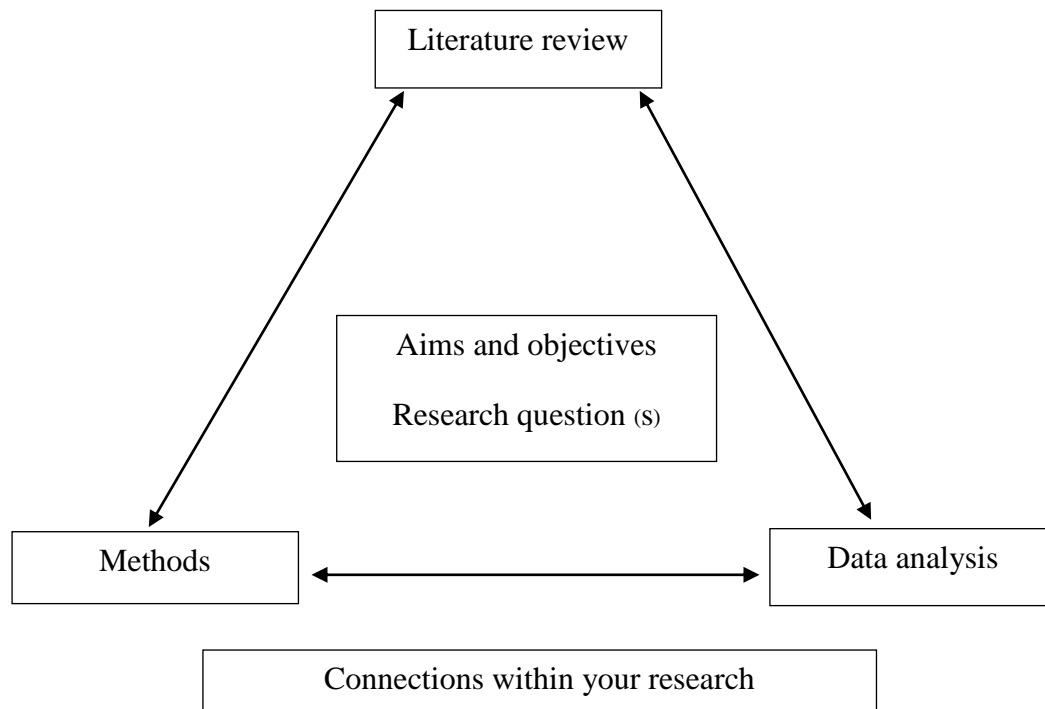 Literature review
Aims and objectives
Research question (s)
Methods
Data analysis
Connections within your research